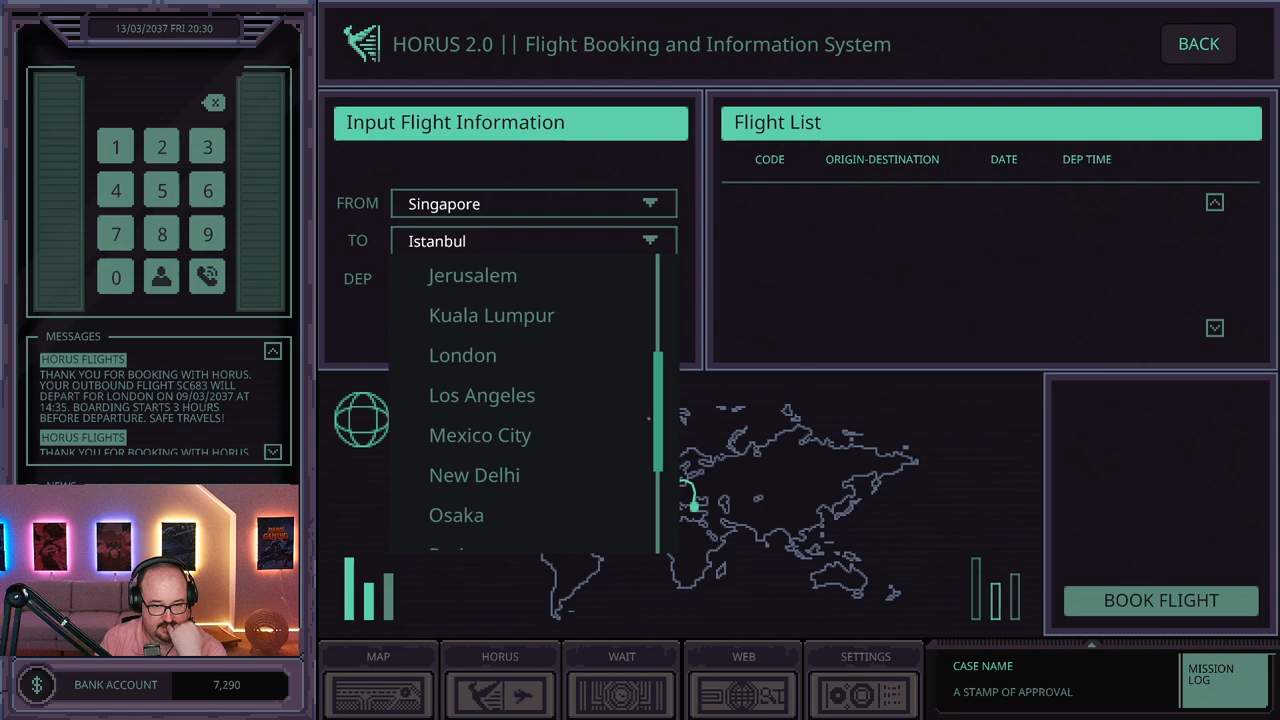 13/03/2037 FRI 20:30
1 2 3
4 5 6
7 8 9
0
MESSAGES
HORUS FLIGHTS
THANK YOU FOR BOOKING WITH HORUS.
YOUR OUTBOUND FLIGHT SC683 WILL
DEPART FOR LONDON ON 09/03/2037 AT
14:35. BOARDING STARTS 3 HOURS
BEFORE DEPARTURE. SAFE TRAVELS!
HORUS FLIGHTS
THANK YOU FOR BOOKING WITH HORUS.
NEWS
$ BANK ACCOUNT 7,290
HORUS 2.0 || Flight Booking and Information System
BACK
Input Flight Information
FROM Singapore
TO Istanbul
DEP
Jerusalem
Kuala Lumpur
London
Los Angeles
Mexico City
New Delhi
Osaka
Flight List
CODE ORIGIN-DESTINATION DATE DEP TIME
BOOK FLIGHT
MAP HORUS WAIT WEB SETTINGS
CASE NAME
A STAMP OF APPROVAL
MISSION
LOG